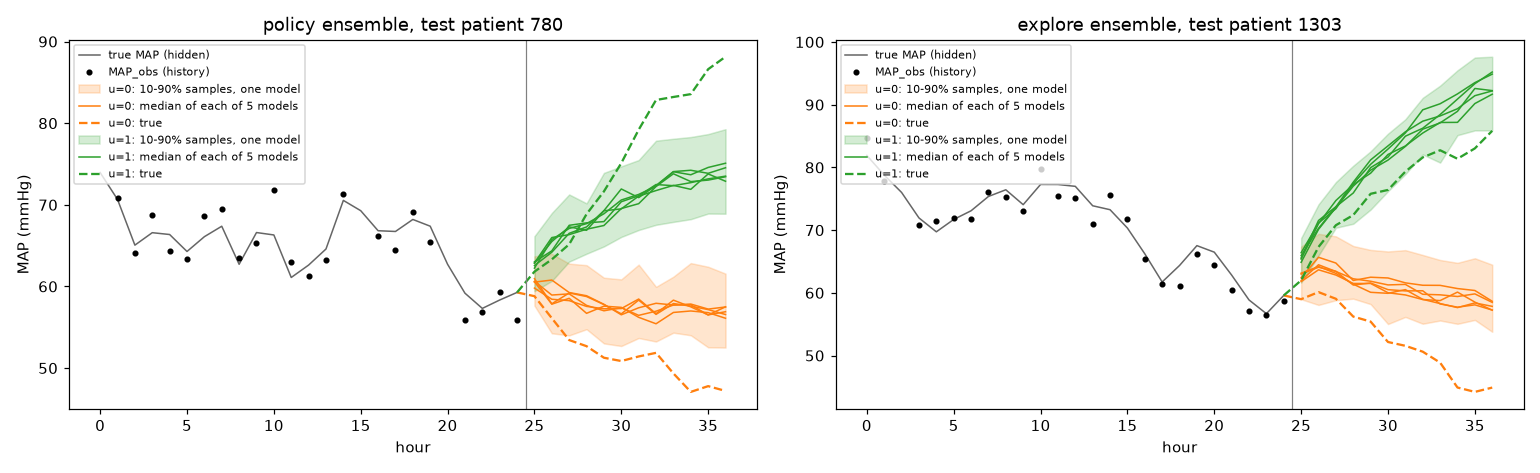 policy ensemble, test patient 780
90
80
70
60
50
MAP (mmHg)
true MAP (hidden)
MAP_obs (history)
u=0: 10-90% samples, one model
u=0: median of each of 5 models
u=0: true
u=1: 10-90% samples, one model
u=1: median of each of 5 models
u=1: true
0 5 10 15 20 25 30 35
hour
explore ensemble, test patient 1303
100
90
80
70
60
50
MAP (mmHg)
true MAP (hidden)
MAP_obs (history)
u=0: 10-90% samples, one model
u=0: median of each of 5 models
u=0: true
u=1: 10-90% samples, one model
u=1: median of each of 5 models
u=1: true
0 5 10 15 20 25 30 35
hour